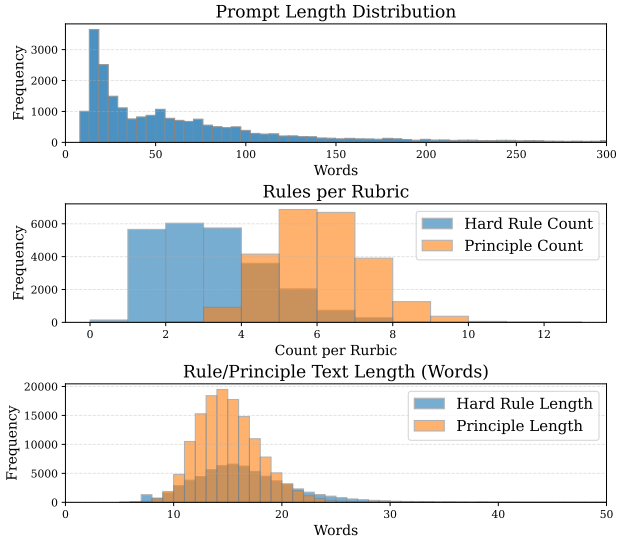 Prompt Length Distribution
Frequency
3000
2000
1000
0
0 50 100 150 200 250 300
Words
Rules per Rubric
Frequency
6000
4000
2000
0
Hard Rule Count
Principle Count
0 2 4 6 8 10 12
Count per Rurbic
Rule/Principle Text Length (Words)
Frequency
20000
15000
10000
5000
0
Hard Rule Length
Principle Length
0 10 20 30 40 50
Words